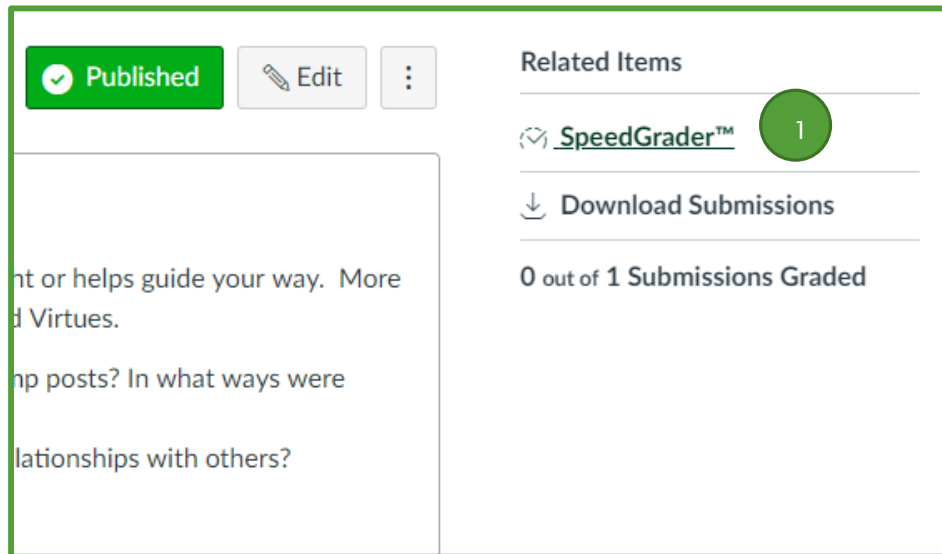 Published
Edit
Related Items
SpeedGrader™
1
Download Submissions
0 out of 1 Submissions Graded
nt or helps guide your way. More
d Virtues.
mp posts? In what ways were
lationships with others?